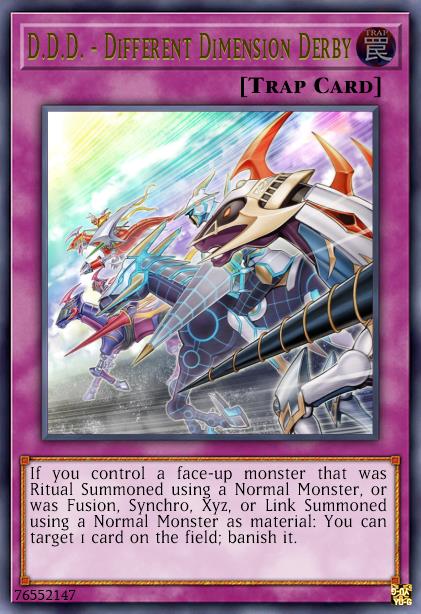 D.D.D. - Different Dimension Derby
TRAP
罠
[Trap Card]
If you control a face-up monster that was
Ritual Summoned using a Normal Monster, or
was Fusion, Synchro, Xyz, or Link Summoned
using a Normal Monster as material: You can
target 1 card on the field; banish it.
76552147